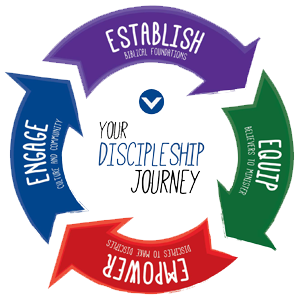 ESTABLISH
BIBLICAL FOUNDATIONS
EQUIP
BELIEVERS TO MINISTER
EMPOWER
DISCIPLES TO MAKE DISCIPLES
ENGAGE
CULTURE AND COMMUNITY
YOUR
DISCIPLESHIP
JOURNEY